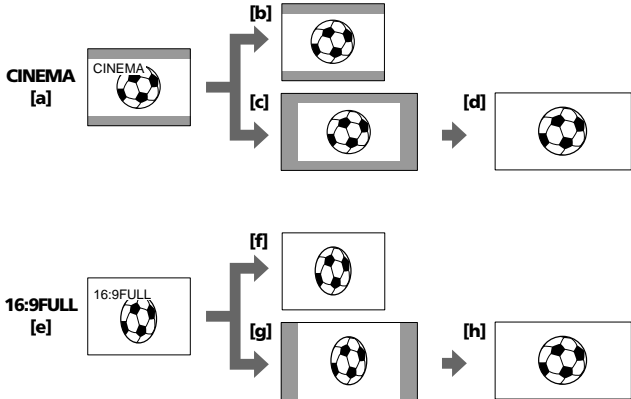 [b]
CINEMA
CINEMA
[a]
[c]
[d]
[f]
16:9FULL
16:9FULL
[e]
[g]
[h]